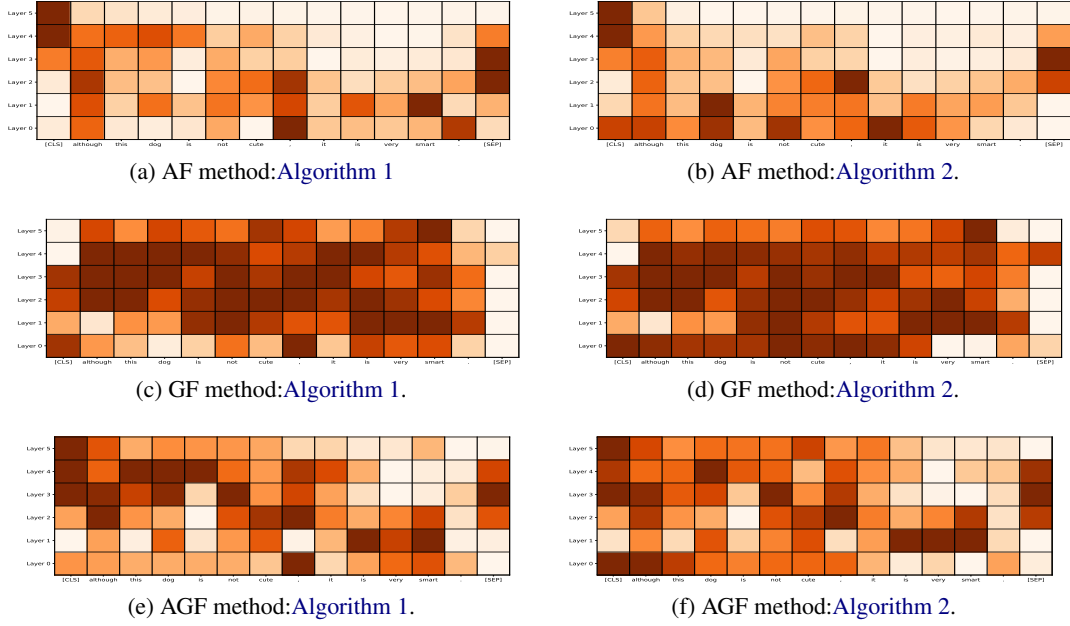 Layer 5
Layer 4
Layer 3
Layer 2
Layer 1
Layer 0
[CLS] although this dog is not cute , it is very smart . [SEP]
(a) AF method:Algorithm 1
Layer 5
Layer 4
Layer 3
Layer 2
Layer 1
Layer 0
[CLS] although this dog is not cute , it is very smart . [SEP]
(b) AF method:Algorithm 2.
Layer 5
Layer 4
Layer 3
Layer 2
Layer 1
Layer 0
[CLS] although this dog is not cute , it is very smart . [SEP]
(c) GF method:Algorithm 1.
Layer 5
Layer 4
Layer 3
Layer 2
Layer 1
Layer 0
[CLS] although this dog is not cute , it is very smart . [SEP]
(d) GF method:Algorithm 2.
Layer 5
Layer 4
Layer 3
Layer 2
Layer 1
Layer 0
[CLS] although this dog is not cute , it is very smart . [SEP]
(e) AGF method:Algorithm 1.
Layer 5
Layer 4
Layer 3
Layer 2
Layer 1
Layer 0
[CLS] although this dog is not cute , it is very smart . [SEP]
(f) AGF method:Algorithm 2.